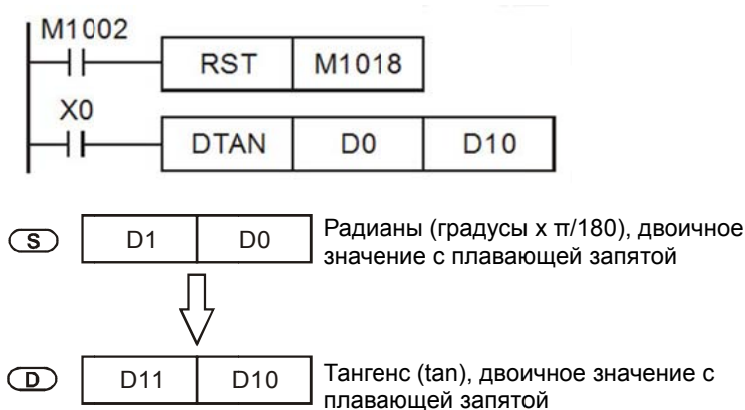 M1002
RST M1018
X0
DTAN D0 D10
S D1 D0 Радианы (градусы x π/180), двоичное
значение с плавающей запятой
D D11 D10 Тангенс (tan), двоичное значение с
плавающей запятой